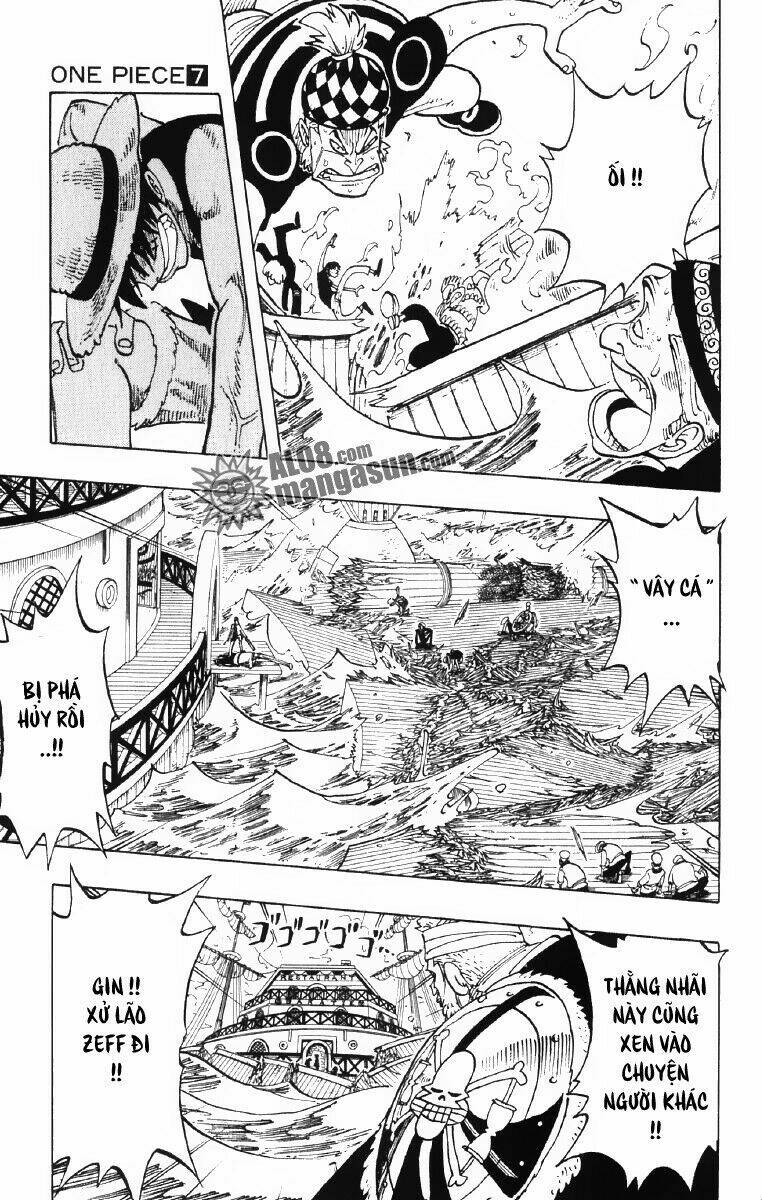 ONE PIECE 7
ỐI !!
AL08.com
mangasun.com
“ VÂY CÁ ”
...
BỊ PHÁ
HỦY RỒI
..!!
THẰNG NHÃI
NÀY CŨNG
XEN VÀO
CHUYỆN
NGƯỜI KHÁC
!!
ゴゴゴゴゴ
RESTAURANT
GIN !!
XỬ LÃO
ZEFF ĐI
!!